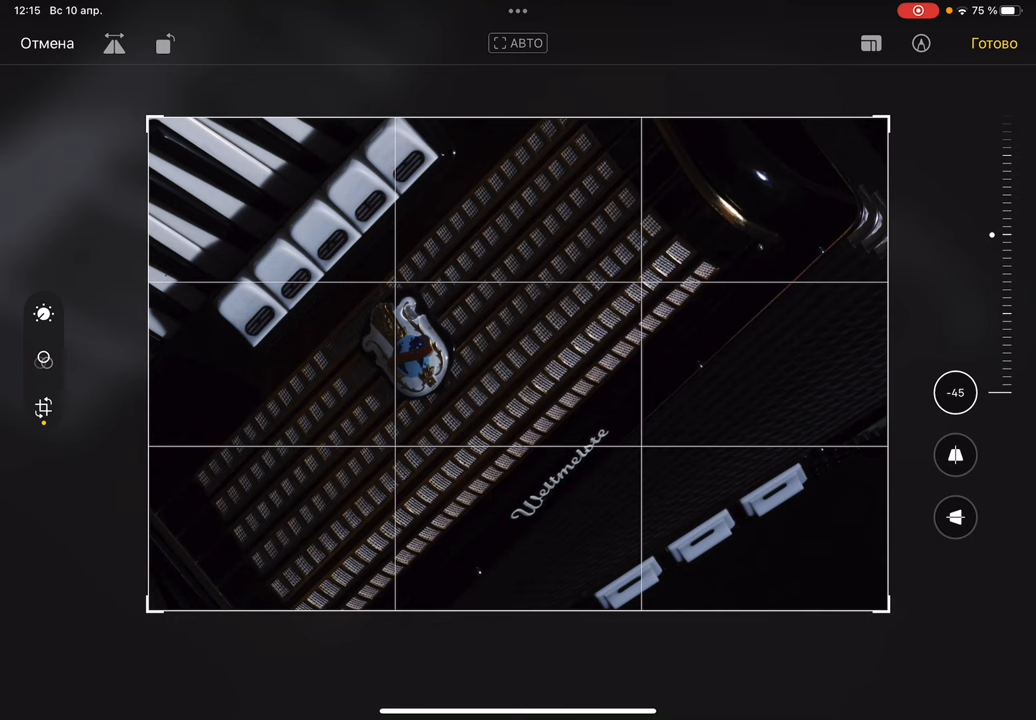 12:15 Вс 10 апр.
75 %
Отмена
АВТО
Готово
-45
Weltmeister